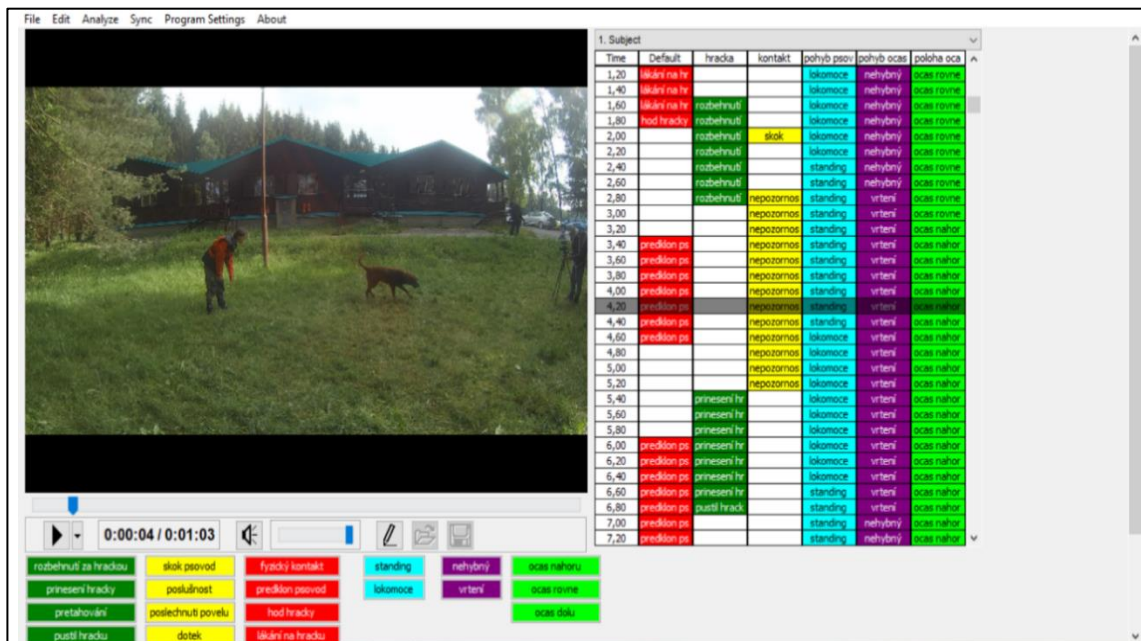 File Edit Analyze Sync Program Settings About
1. Subject
Time Default hracka kontakt pohyb psov pohyb ocas poloha oca
1,20 lákání na hr lokomoce nehybný ocas rovne
1,40 lákání na hr lokomoce nehybný ocas rovne
1,60 lákání na hr rozbehnutí lokomoce nehybný ocas rovne
1,80 hod hracky rozbehnutí lokomoce nehybný ocas rovne
2,00 rozbehnutí skok lokomoce nehybný ocas rovne
2,20 rozbehnutí lokomoce nehybný ocas rovne
2,40 rozbehnutí standing nehybný ocas rovne
2,60 rozbehnutí standing nehybný ocas rovne
2,80 rozbehnutí nepozornos standing vrtení ocas rovne
3,00 nepozornos standing vrtení ocas rovne
3,20 nepozornos standing vrtení ocas nahor
3,40 predklon ps nepozornos standing vrtení ocas nahor
3,60 predklon ps nepozornos standing vrtení ocas nahor
3,80 predklon ps nepozornos standing vrtení ocas nahor
4,00 predklon ps nepozornos standing vrtení ocas nahor
4,20 predklon ps nepozornos standing vrtení ocas nahor
4,40 predklon ps nepozornos standing vrtení ocas nahor
4,60 predklon ps nepozornos lokomoce vrtení ocas nahor
4,80 nepozornos lokomoce vrtení ocas nahor
5,00 nepozornos lokomoce vrtení ocas nahor
5,20 nepozornos lokomoce vrtení ocas nahor
5,40 prinesení hr lokomoce vrtení ocas nahor
5,60 prinesení hr lokomoce vrtení ocas nahor
5,80 prinesení hr lokomoce vrtení ocas nahor
6,00 predklon ps prinesení hr lokomoce vrtení ocas nahor
6,20 predklon ps prinesení hr lokomoce vrtení ocas nahor
6,40 predklon ps prinesení hr lokomoce vrtení ocas nahor
6,60 predklon ps prinesení hr standing vrtení ocas nahor
6,80 predklon ps pustil hrack standing vrtení ocas nahor
7,00 predklon ps standing nehybný ocas nahor
7,20 predklon ps standing nehybný ocas nahor
0:00:04 / 0:01:03
rozbehnutí za hrackou skok psovod fyzický kontakt standing nehybný ocas nahoru
prinesení hracky poslušnost predklon psovod lokomoce vrtení ocas rovne
pretahování poslechnuti povelu hod hracky ocas dolu
pustil hracku dotek lákání na hracku